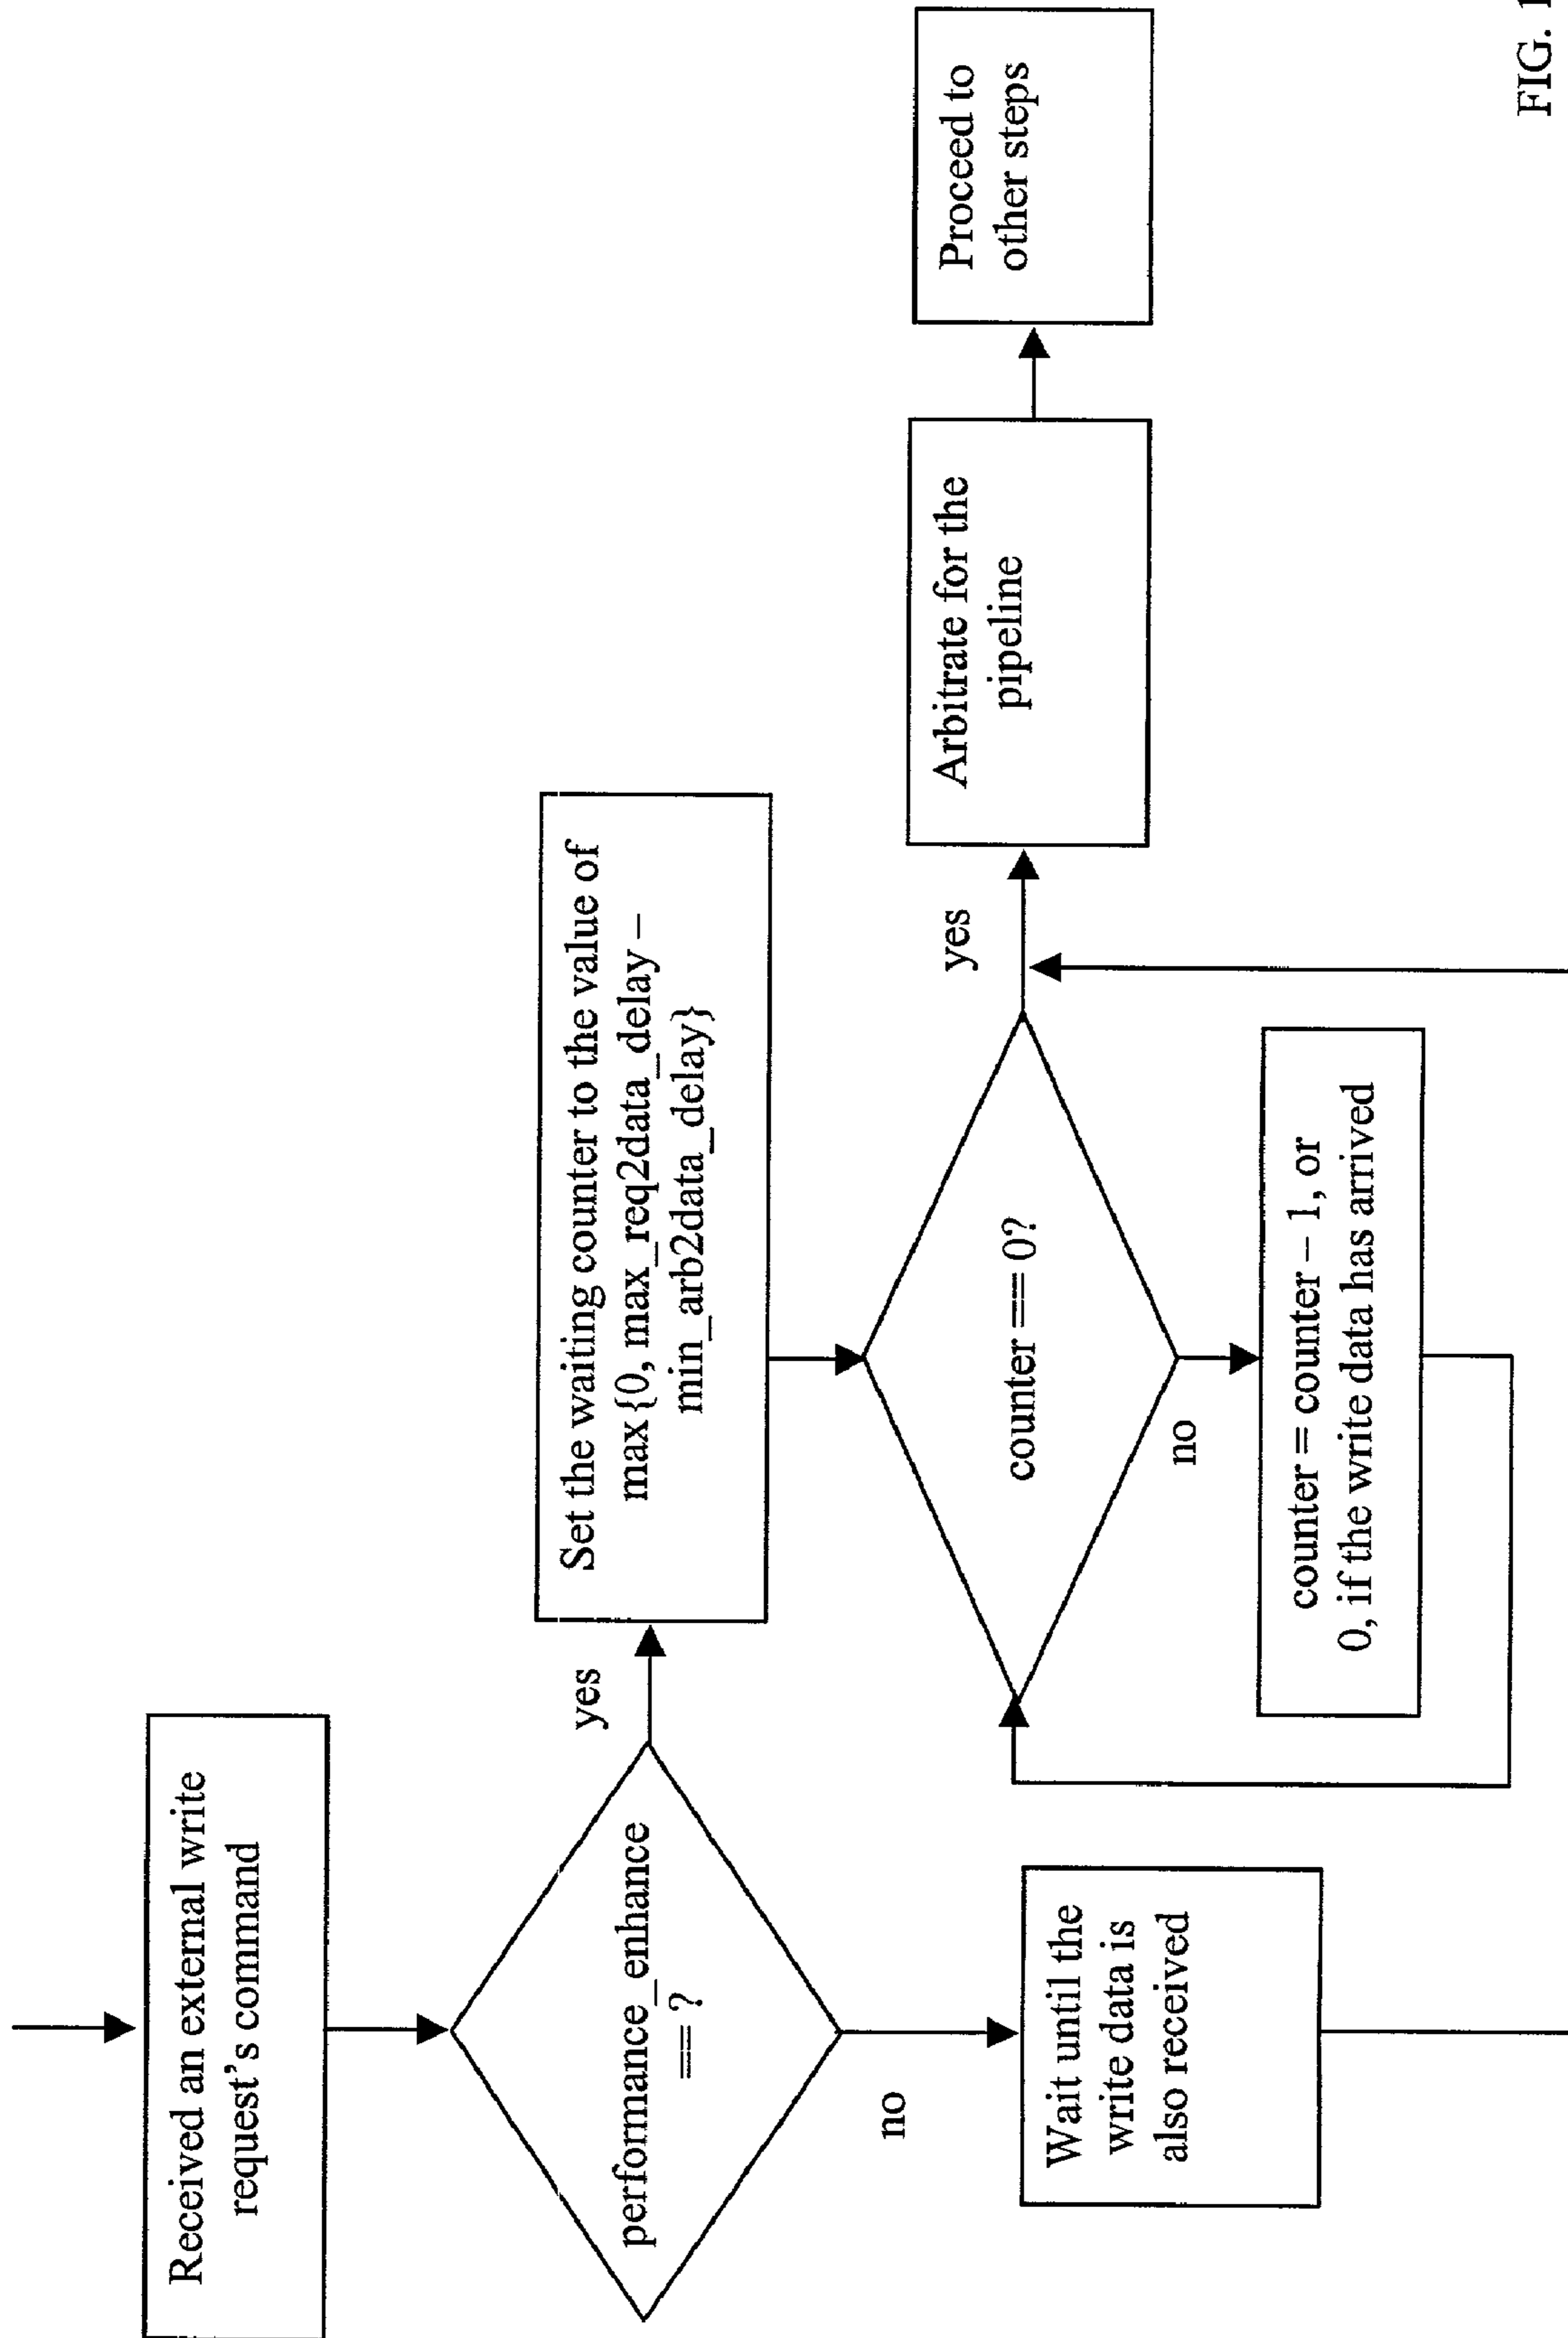 Received an external write
request's command
performance_enhance
== ?
yes
no
Set the waiting counter to the value of
max{0, max_req2data_delay –
min_arb2data_delay}
Wait until the
write data is
also received
counter == 0?
yes
no
counter = counter – 1, or
0, if the write data has arrived
Arbitrate for the
pipeline
Proceed to
other steps
FIG. 1